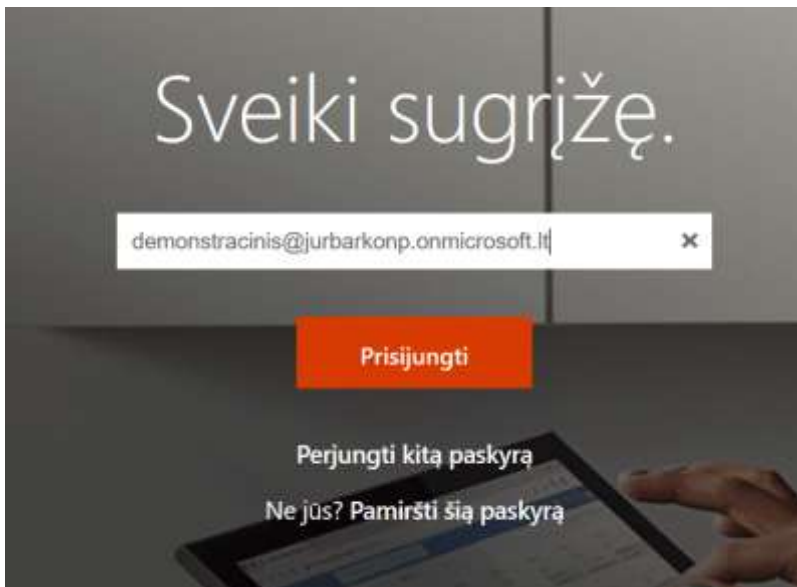 Sveiki sugrįžę.
demonstracinis@jurbarkonp.onmicrosoft.lt
Prisijungti
Perjungti kitą paskyrą
Ne jūs? Pamiršti šią paskyrą